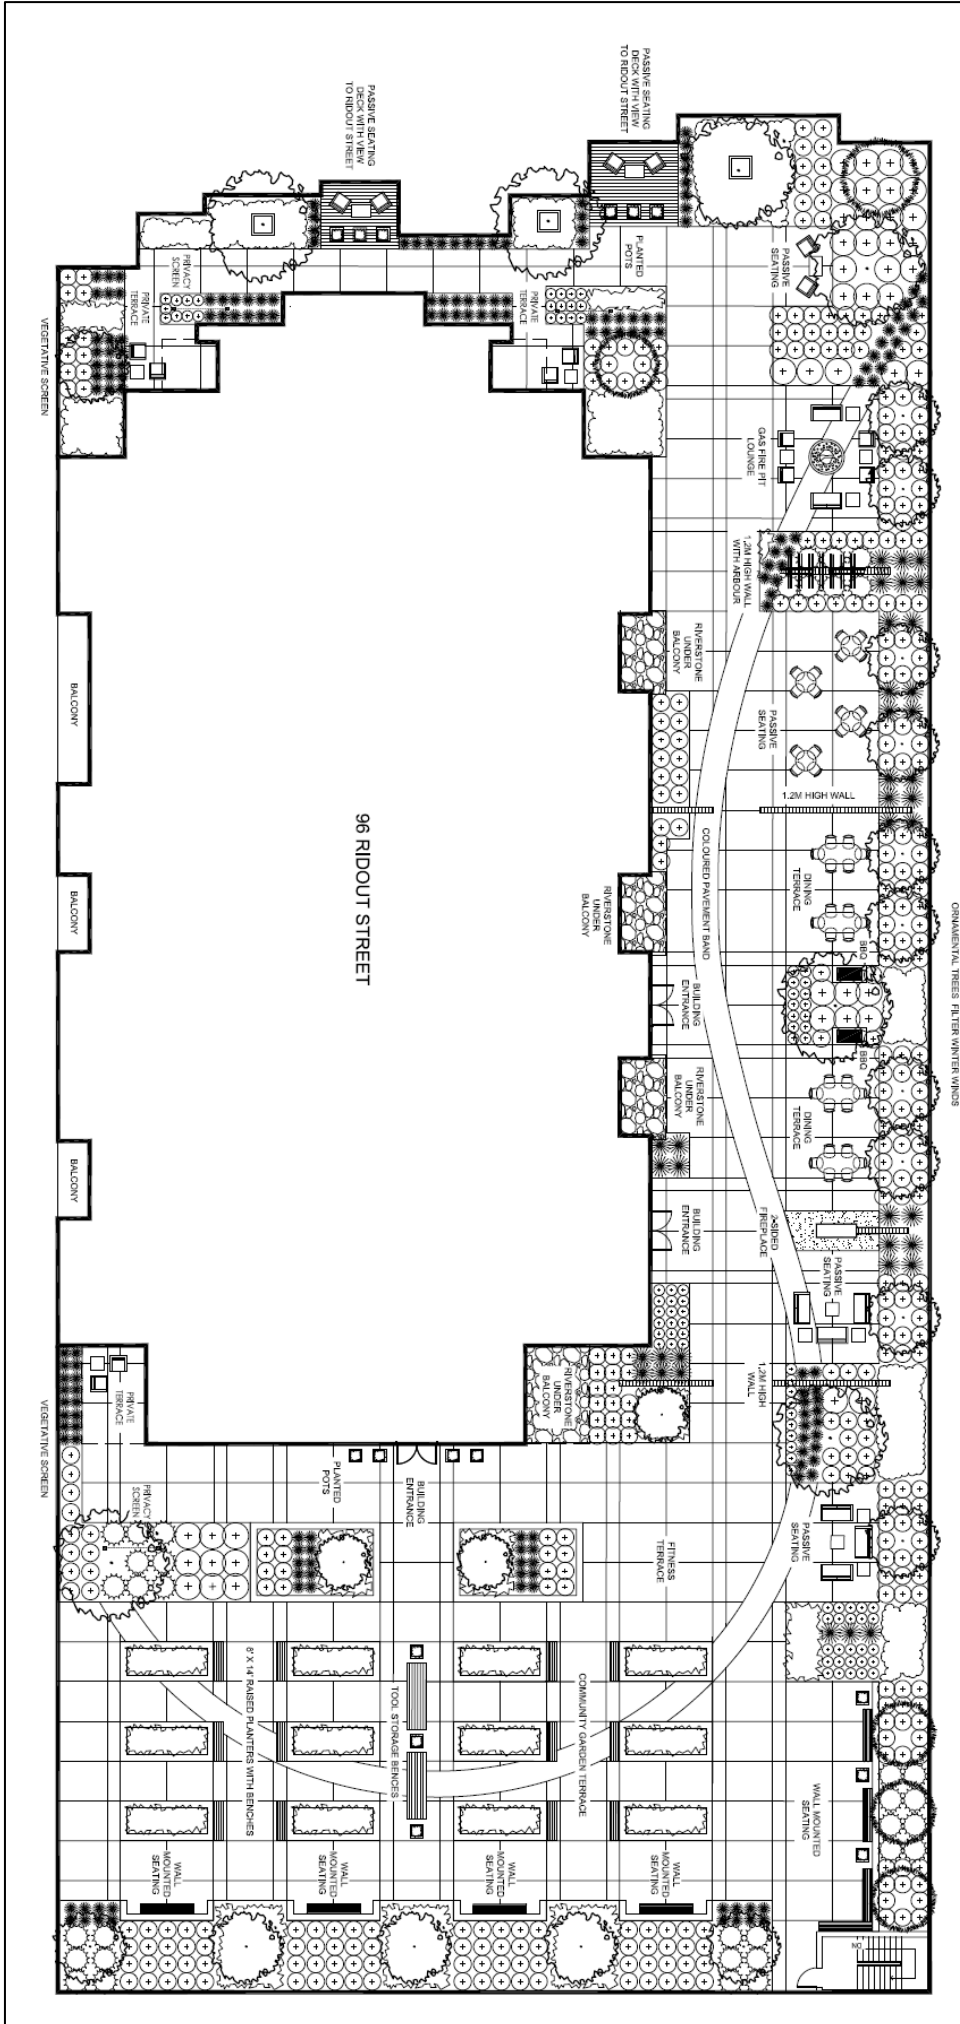 PASSIVE SEATING
DECK WITH VIEW
TO RIDOUT STREET
PASSIVE SEATING
DECK WITH VIEW
TO RIDOUT STREET
PRIVACY
SCREEN
PLANTED
POTS
PASSIVE
SEATING
PRIVATE
TERRACE
PRIVATE
TERRACE
VEGETATIVE SCREEN
GAS FIRE PIT
LOUNGE
1.2M HIGH WALL
WITH ARBOUR
RIVERSTONE
UNDER
BALCONY
PASSIVE
SEATING
BALCONY
1.2M HIGH WALL
96 RIDOUT STREET
COLOURED PAVEMENT BAND
DINING
TERRACE
BALCONY
RIVERSTONE
UNDER
BALCONY
BBQ
ORNAMENTAL TREES FILTER WINTER WINDS
BUILDING
ENTRANCE
BBQ
RIVERSTONE
UNDER
BALCONY
DINING
TERRACE
BALCONY
BUILDING
ENTRANCE
2-SIDED
FIREPLACE
PASSIVE
SEATING
PRIVATE
TERRACE
RIVERSTONE
UNDER
BALCONY
1.2M HIGH
WALL
VEGETATIVE SCREEN
PRIVACY
SCREEN
PLANTED
POTS
BUILDING
ENTRANCE
FITNESS
TERRACE
PASSIVE
SEATING
8' X 14' RAISED PLANTERS WITH BENCHES
TOOL STORAGE BENCES
COMMUNITY GARDEN TERRACE
WALL MOUNTED
SEATING
WALL
MOUNTED
SEATING
WALL
MOUNTED
SEATING
WALL
MOUNTED
SEATING
WALL
MOUNTED
SEATING
DN